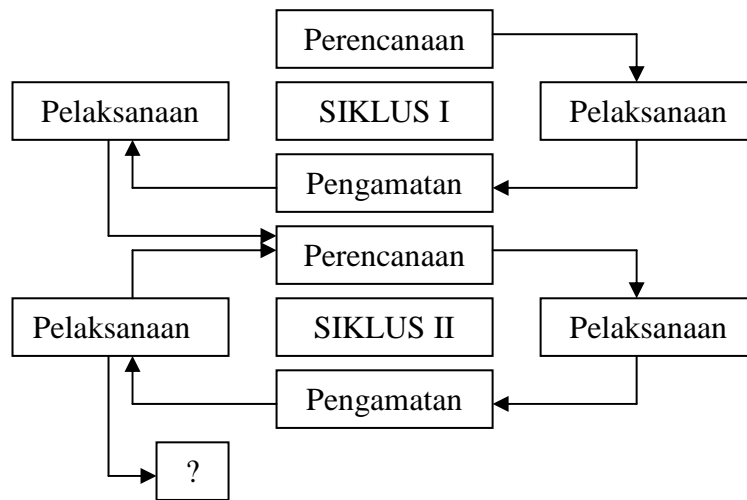 Perencanaan
Pelaksanaan
SIKLUS I
Pelaksanaan
Pengamatan
Perencanaan
Pelaksanaan
SIKLUS II
Pelaksanaan
Pengamatan
?